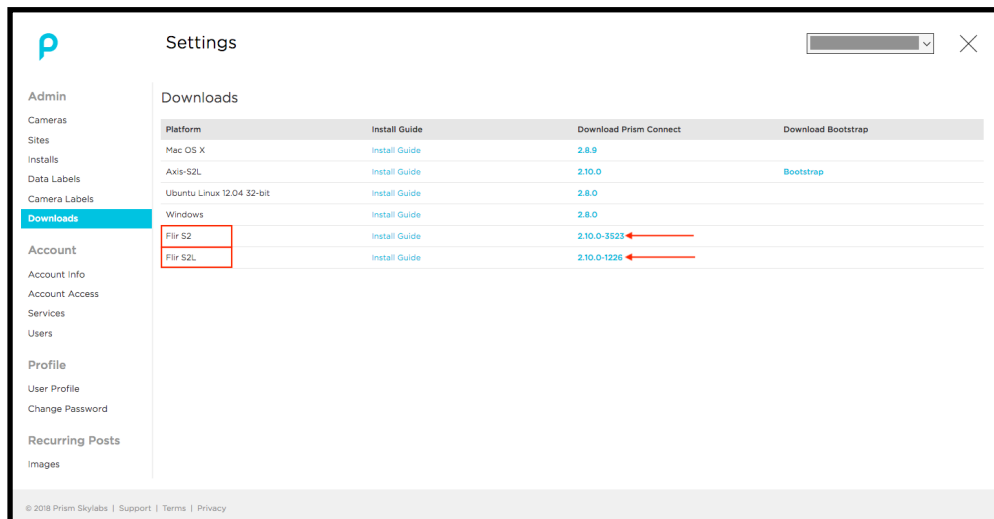 Settings
Admin
Cameras
Sites
Installs
Data Labels
Camera Labels
Downloads
Account
Account Info
Account Access
Services
Users
Profile
User Profile
Change Password
Recurring Posts
Images
Downloads
Platform Install Guide Download Prism Connect Download Bootstrap
Mac OS X Install Guide 2.8.9
Axis-S2L Install Guide 2.10.0 Bootstrap
Ubuntu Linux 12.04 32-bit Install Guide 2.8.0
Windows Install Guide 2.8.0
Flir S2 Install Guide 2.10.0-3523
Flir S2L Install Guide 2.10.0-1226
© 2018 Prism Skylabs | Support | Terms | Privacy